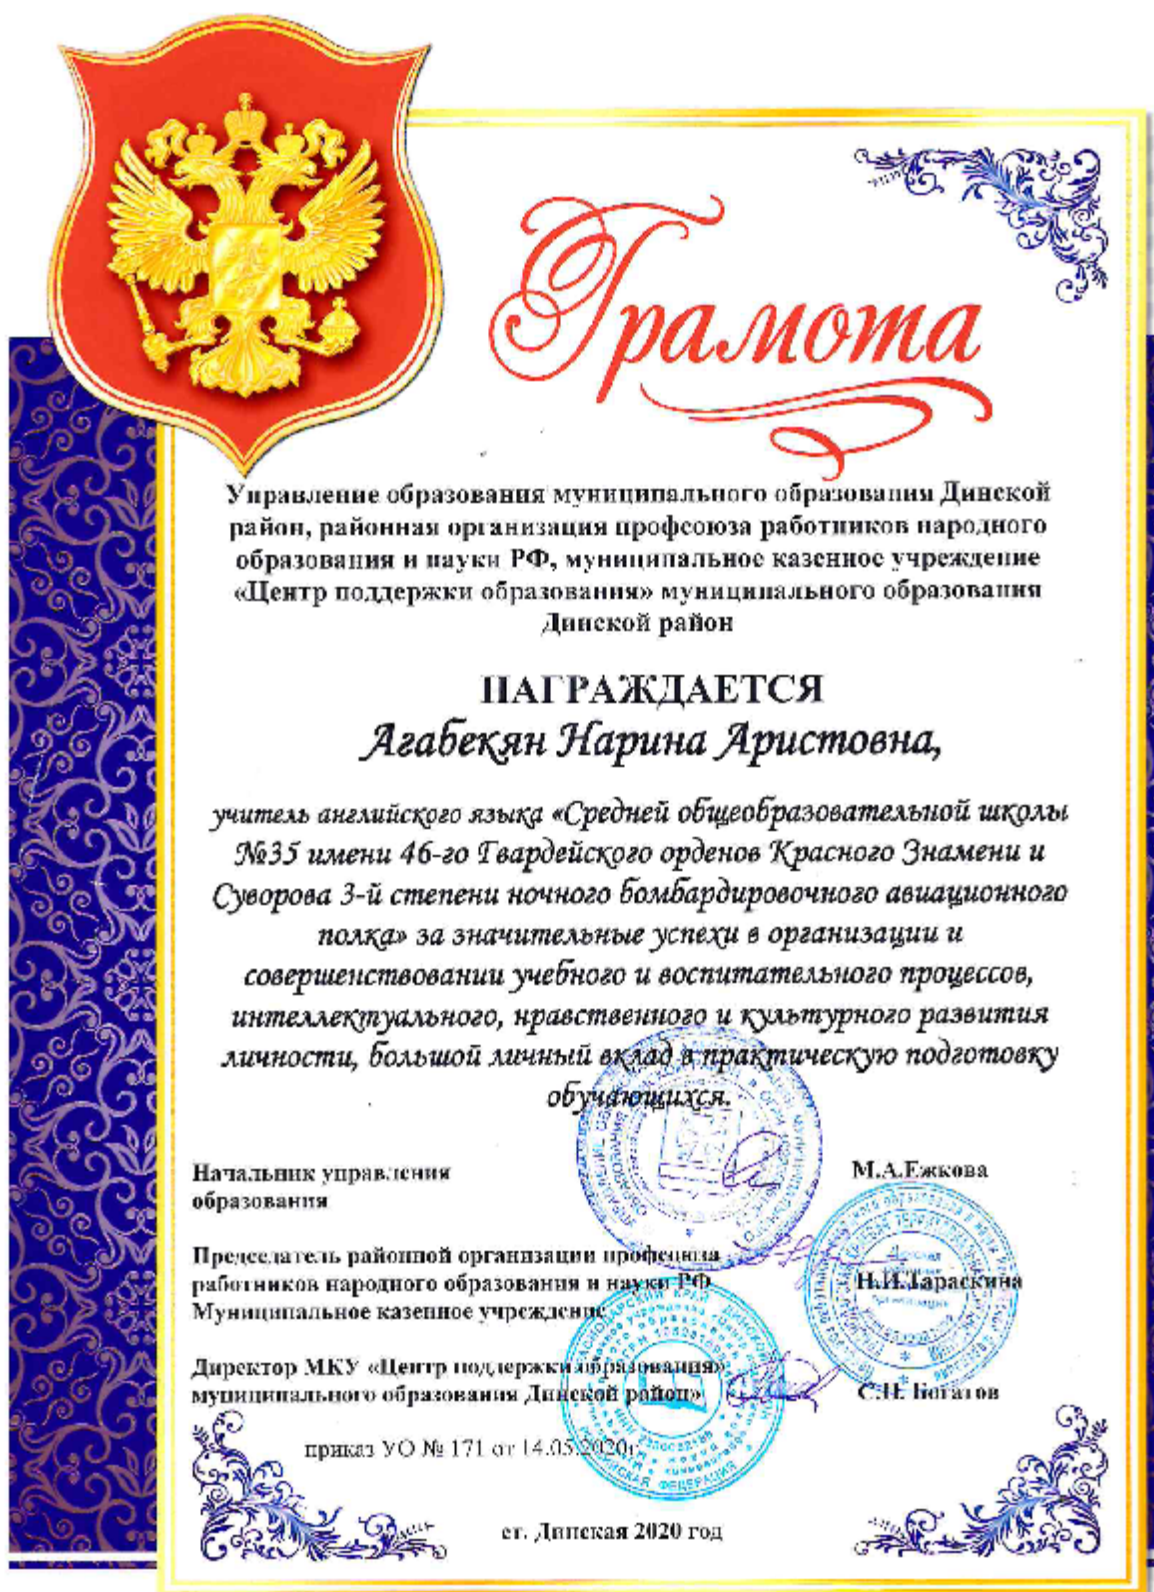 Грамота
Управление образования муниципального образования Динской
район, районная организация профсоюза работников народного
образования и науки РФ, муниципальное казенное учреждение
«Центр поддержки образования» муниципального образования
Динской район
НАГРАЖДАЕТСЯ
Агабекян Нарина Аристовна,
учитель английского языка «Средней общеобразовательной школы
№35 имени 46-го Гвардейского орденов Красного Знамени и
Суворова 3-й степени ночного бомбардировочного авиационного
полка» за значительные успехи в организации и
совершенствовании учебного и воспитательного процессов,
интеллектуального, нравственного и культурного развития
личности, большой личный вклад в практическую подготовку
обучающихся.
Начальник управления
образования
М.А.Ежкова
Председатель районной организации профсоюза
работников народного образования и науки РФ
Н.И.Тараскина
Муниципальное казенное учреждение
Директор МКУ «Центр поддержки образования»
муниципального образования Динской район»
С.Н. Богатов
приказ УО № 171 от 14.05.2020г
ст. Динская 2020 год